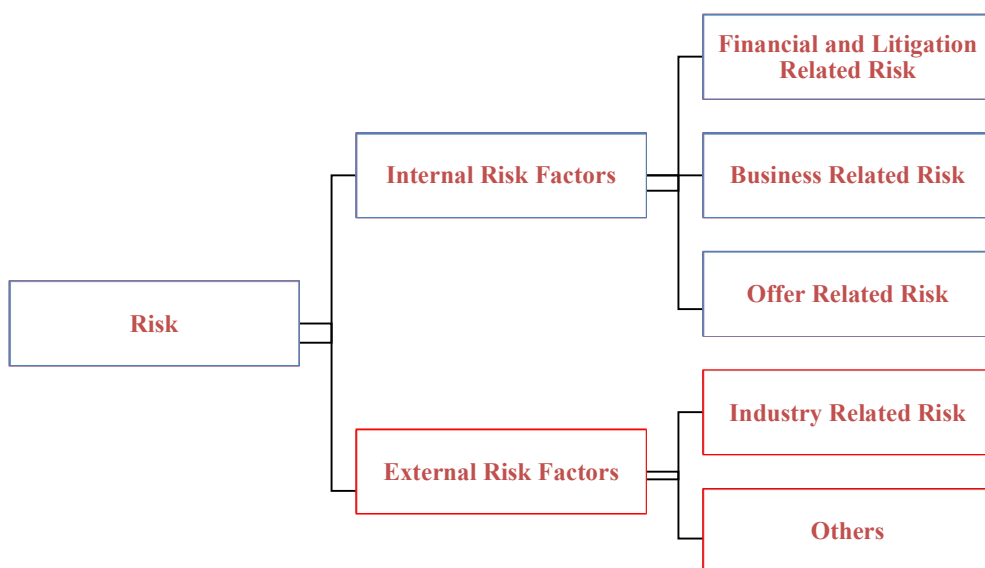 Risk
Internal Risk Factors
Financial and Litigation
Related Risk
Business Related Risk
Offer Related Risk
External Risk Factors
Industry Related Risk
Others